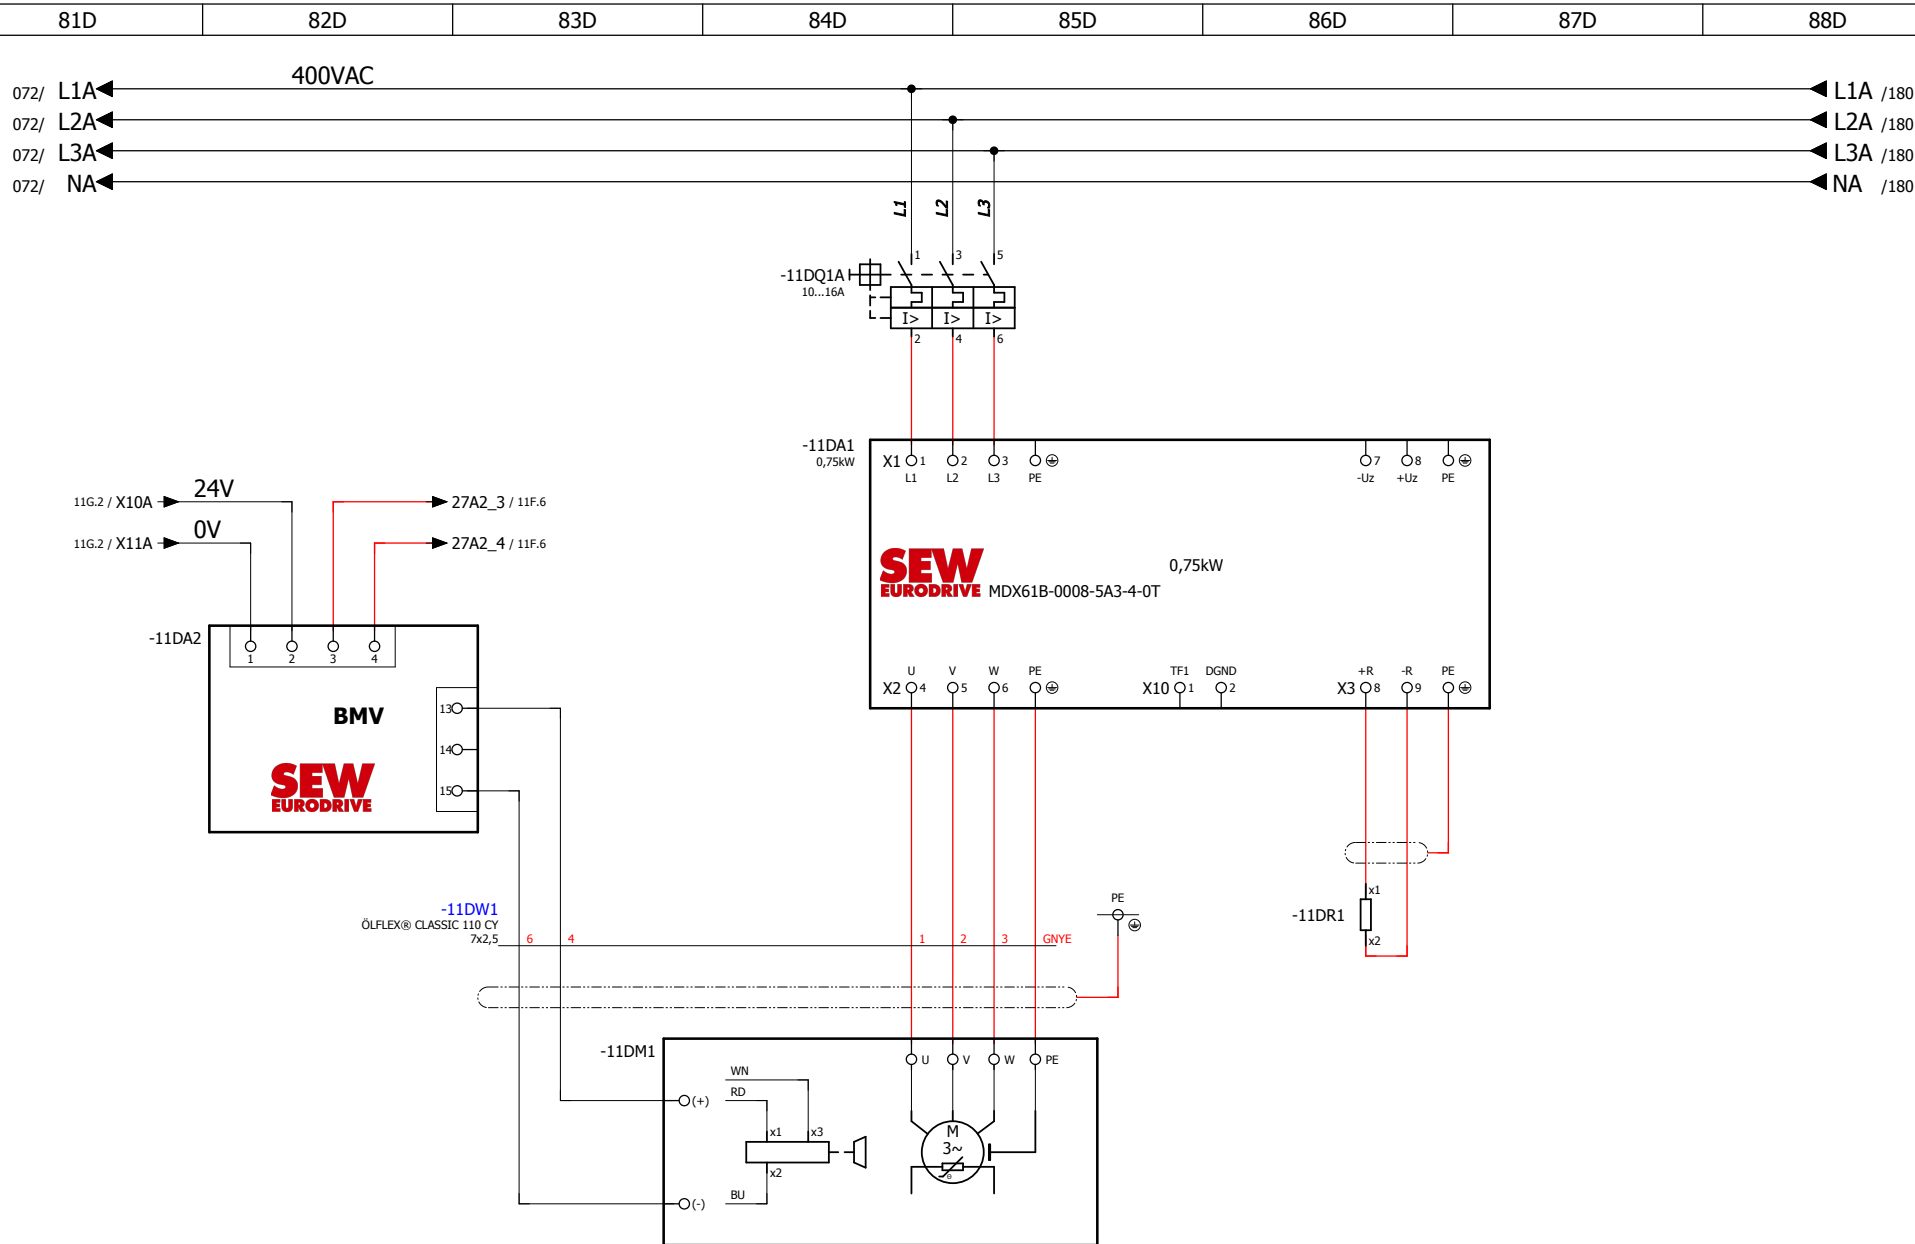 81D 82D 83D 84D 85D 86D 87D 88D
400VAC
072/ L1A L1A /180
072/ L2A L2A /180
072/ L3A L3A /180
072/ NA NA /180
L1 L2 L3
1 3 5
-11DQ1A
10...16A
I> I> I>
2 4 6
-11DA1
0,75kW
X1 1 2 3 7 8
L1 L2 L3 PE -Uz +Uz PE
24V
11G.2 / X10A 27A2_3 / 11F.6
0V
11G.2 / X11A 27A2_4 / 11F.6
SEW
EURODRIVE
0,75kW
MDX61B-0008-5A3-4-0T
-11DA2
1 2 3 4
U V W PE TF1 DGND +R -R PE
X2 4 5 6 X10 1 2 X3 8 9
13
BMV
14
SEW
EURODRIVE
15
-11DW1
ÖLFLEX® CLASSIC 110 CY
7x2,5 6 4 1 2 3 GNYE
PE
x1
-11DR1
x2
-11DM1
U V W PE
WN
(+) RD
x1 x3
M
3~
x2
(-) BU